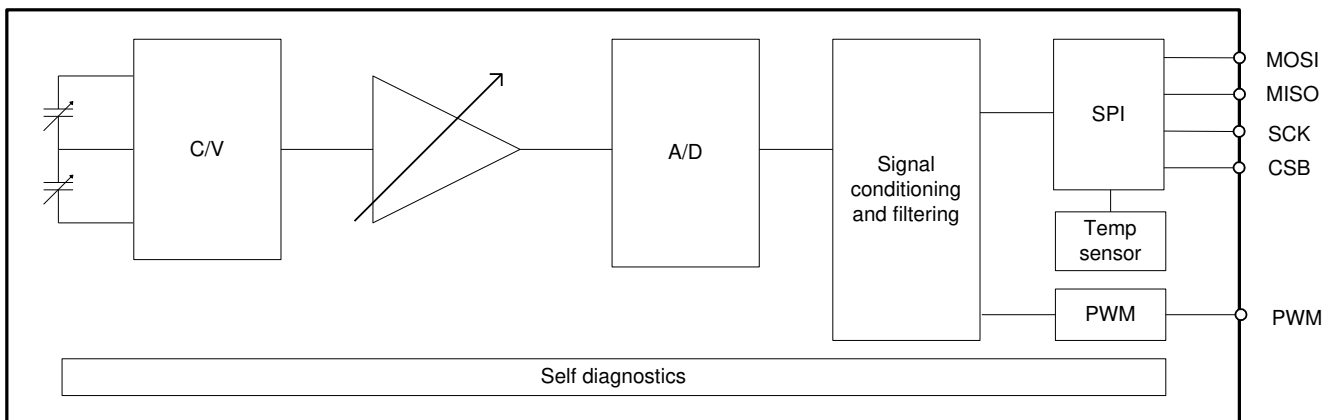 C/V
A/D
Signal
conditioning
and filtering
SPI
MOSI
MISO
SCK
CSB
Temp
sensor
PWM
PWM
Self diagnostics